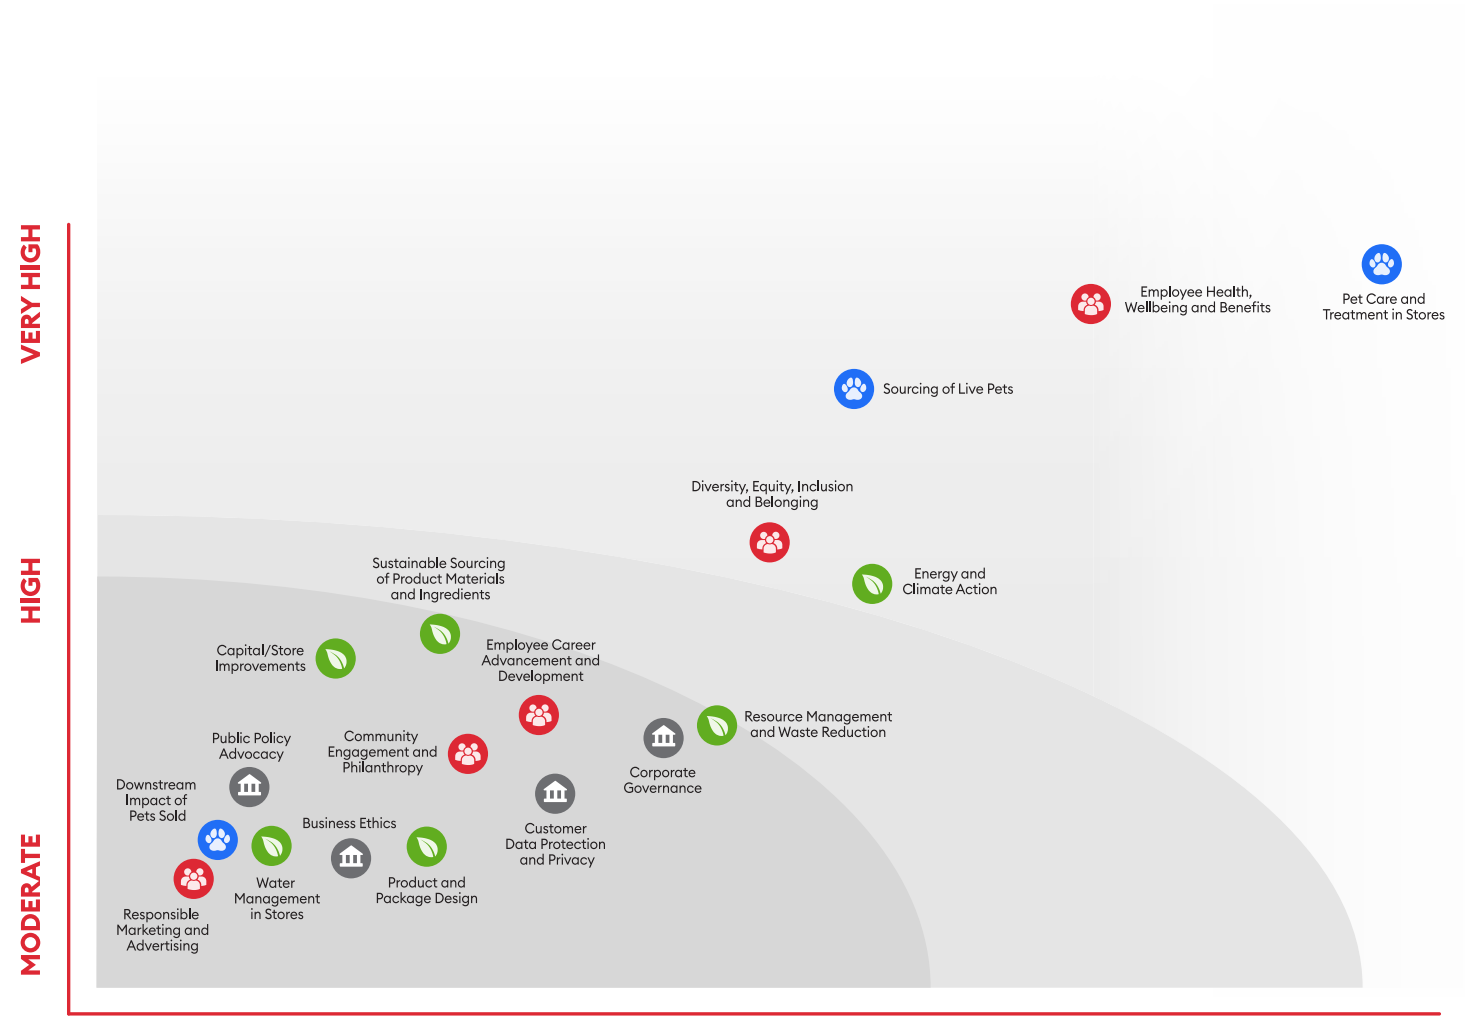 VERY HIGH
HIGH
MODERATE
Employee Health,
Wellbeing and Benefits
Pet Care and
Treatment in Stores
Sourcing of Live Pets
Diversity, Equity, Inclusion
and Belonging
Energy and
Climate Action
Sustainable Sourcing
of Product Materials
and Ingredients
Capital/Store
Improvements
Employee Career
Advancement and
Development
Resource Management
and Waste Reduction
Corporate
Governance
Community
Engagement and
Philanthropy
Public Policy
Advocacy
Downstream
Impact of
Pets Sold
Business Ethics
Customer
Data Protection
and Privacy
Product and
Package Design
Water
Management
in Stores
Responsible
Marketing and
Advertising